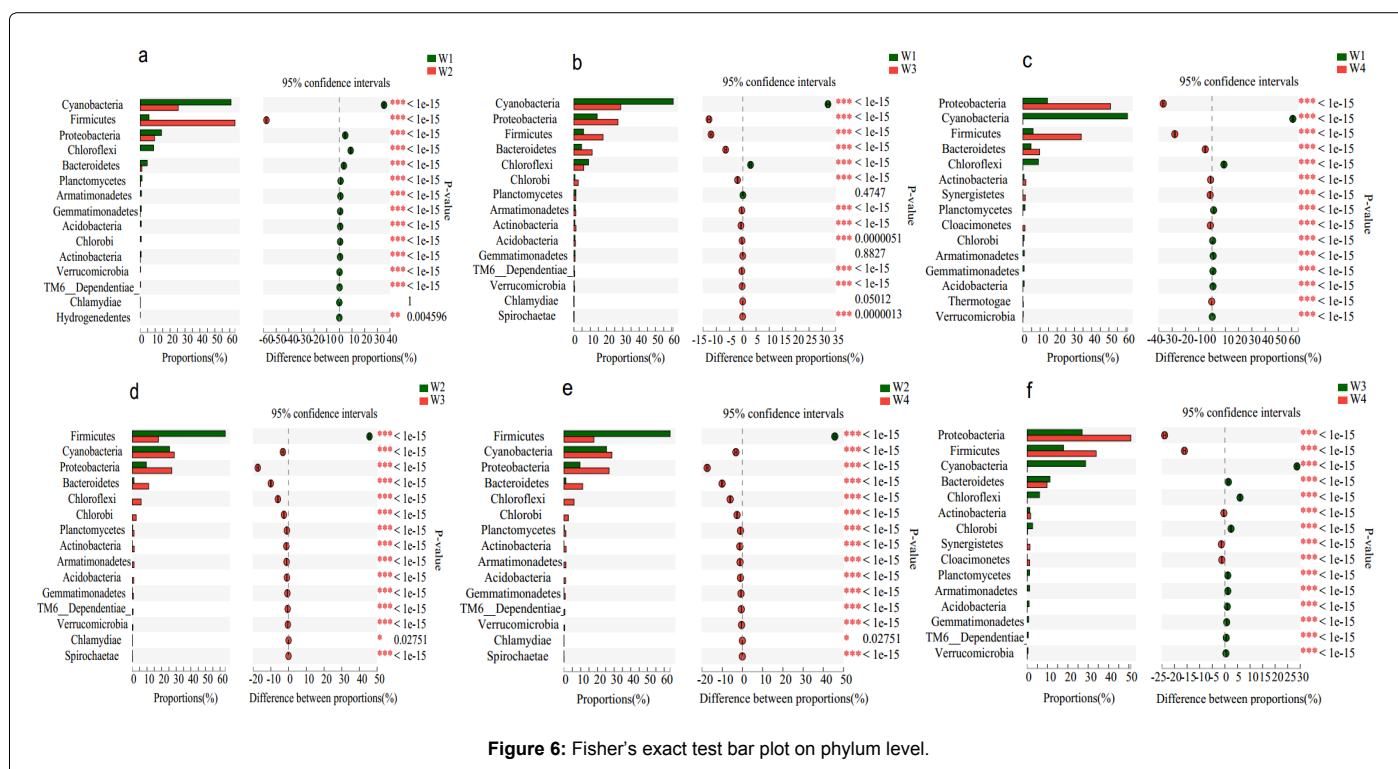 a
W1
W2
95% confidence intervals
Cyanobacteria *** < 1e-15
Firmicutes *** < 1e-15
Proteobacteria *** < 1e-15
Chloroflexi *** < 1e-15
Bacteroidetes *** < 1e-15
Planctomycetes *** < 1e-15
Armatimonadetes *** < 1e-15
Gemmatimonadetes *** < 1e-15
Acidobacteria *** < 1e-15
Chlorobi *** < 1e-15
Actinobacteria *** < 1e-15
Verrucomicrobia *** < 1e-15
TM6__Dependentiae_ *** < 1e-15
Chlamydiae 1
Hydrogenedentes ** 0.004596
P-value
0 10 20 30 40 50 60
-60-50-40-30-20-10 0 10 20 30 40
Proportions(%)
Difference between proportions(%)
b
W1
W3
95% confidence intervals
Cyanobacteria *** < 1e-15
Proteobacteria *** < 1e-15
Firmicutes *** < 1e-15
Bacteroidetes *** < 1e-15
Chloroflexi *** < 1e-15
Chlorobi *** < 1e-15
Planctomycetes 0.4747
Armatimonadetes *** < 1e-15
Actinobacteria *** < 1e-15
Acidobacteria *** 0.0000051
Gemmatimonadetes 0.8827
TM6__Dependentiae_ *** < 1e-15
Verrucomicrobia *** < 1e-15
Chlamydiae 0.05012
Spirochaetae *** 0.0000013
P-value
0 10 20 30 40 50 60
-15 -10 -5 0 5 10 15 20 25 30 35
Proportions(%)
Difference between proportions(%)
c
W1
W4
95% confidence intervals
Proteobacteria *** < 1e-15
Cyanobacteria *** < 1e-15
Firmicutes *** < 1e-15
Bacteroidetes *** < 1e-15
Chloroflexi *** < 1e-15
Actinobacteria *** < 1e-15
Synergistetes *** < 1e-15
Planctomycetes *** < 1e-15
Cloacimonetes *** < 1e-15
Chlorobi *** < 1e-15
Armatimonadetes *** < 1e-15
Gemmatimonadetes *** < 1e-15
Acidobacteria *** < 1e-15
Thermotogae *** < 1e-15
Verrucomicrobia *** < 1e-15
P-value
0 10 20 30 40 50 60
-40-30-20-10 0 10 20 30 40 50 60
Proportions(%)
Difference between proportions(%)
d
W2
W3
95% confidence intervals
Firmicutes *** < 1e-15
Cyanobacteria *** < 1e-15
Proteobacteria *** < 1e-15
Bacteroidetes *** < 1e-15
Chloroflexi *** < 1e-15
Chlorobi *** < 1e-15
Planctomycetes *** < 1e-15
Actinobacteria *** < 1e-15
Armatimonadetes *** < 1e-15
Acidobacteria *** < 1e-15
Gemmatimonadetes *** < 1e-15
TM6__Dependentiae_ *** < 1e-15
Verrucomicrobia *** < 1e-15
Chlamydiae * 0.02751
Spirochaetae *** < 1e-15
P-value
0 10 20 30 40 50 60
-20 -10 0 10 20 30 40 50
Proportions(%)
Difference between proportions(%)
e
W2
W4
95% confidence intervals
Firmicutes *** < 1e-15
Cyanobacteria *** < 1e-15
Proteobacteria *** < 1e-15
Bacteroidetes *** < 1e-15
Chloroflexi *** < 1e-15
Chlorobi *** < 1e-15
Planctomycetes *** < 1e-15
Actinobacteria *** < 1e-15
Armatimonadetes *** < 1e-15
Acidobacteria *** < 1e-15
Gemmatimonadetes *** < 1e-15
TM6__Dependentiae_ *** < 1e-15
Verrucomicrobia *** < 1e-15
Chlamydiae * 0.02751
Spirochaetae *** < 1e-15
P-value
0 10 20 30 40 50 60
-20 -10 0 10 20 30 40 50
Proportions(%)
Difference between proportions(%)
f
W3
W4
95% confidence intervals
Proteobacteria *** < 1e-15
Firmicutes *** < 1e-15
Cyanobacteria *** < 1e-15
Bacteroidetes *** < 1e-15
Chloroflexi *** < 1e-15
Actinobacteria *** < 1e-15
Chlorobi *** < 1e-15
Synergistetes *** < 1e-15
Cloacimonetes *** < 1e-15
Planctomycetes *** < 1e-15
Armatimonadetes *** < 1e-15
Acidobacteria *** < 1e-15
Gemmatimonadetes *** < 1e-15
TM6__Dependentiae_ *** < 1e-15
Verrucomicrobia *** < 1e-15
P-value
0 10 20 30 40 50
-25-20-15-10 -5 0 5 10 15 20 2530
Proportions(%)
Difference between proportions(%)
Figure 6: Fisher's exact test bar plot on phylum level.